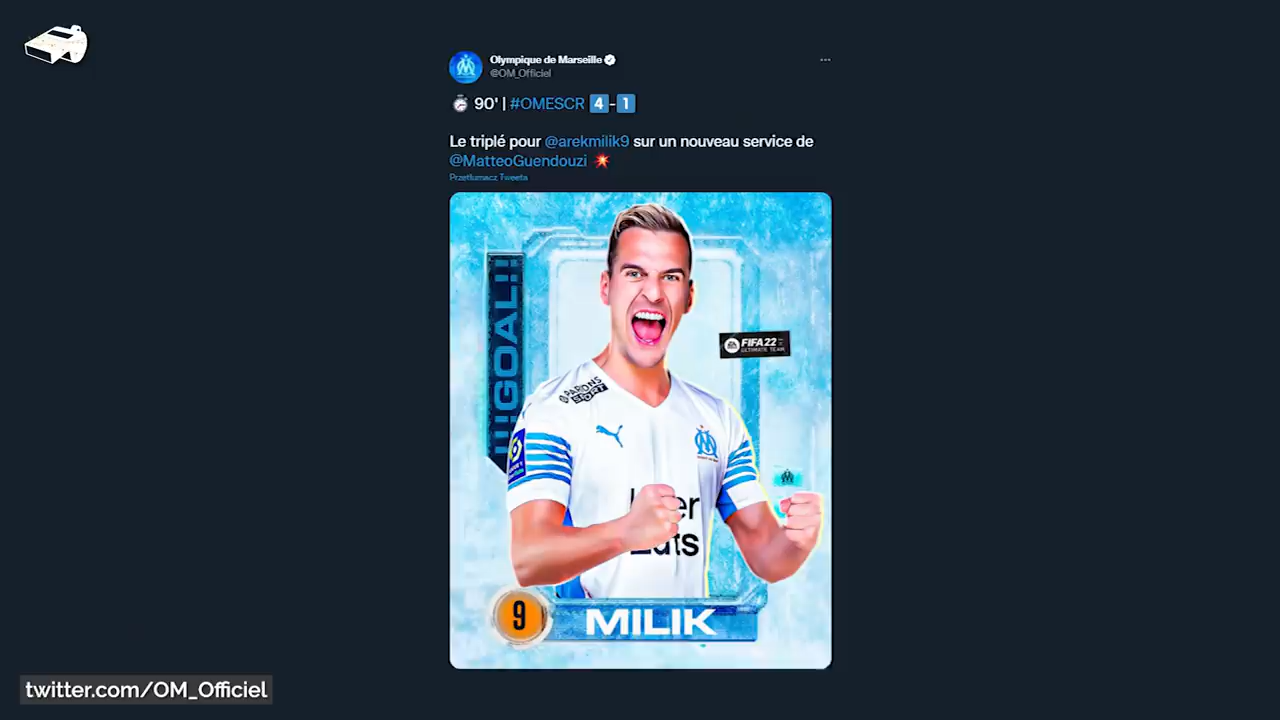 Olympique de Marseille
@OM_Officiel
90' | #OMESCR 4-1
Le triplé pour @arekmilik9 sur un nouveau service de
@MatteoGuendouzi
Przetłumacz Tweeta
!!!GOAL!!!
PARIONS
SPORT
FIFA 22
ULTIMATE TEAM
Eats
9
MILIK
twitter.com/OM_Officiel